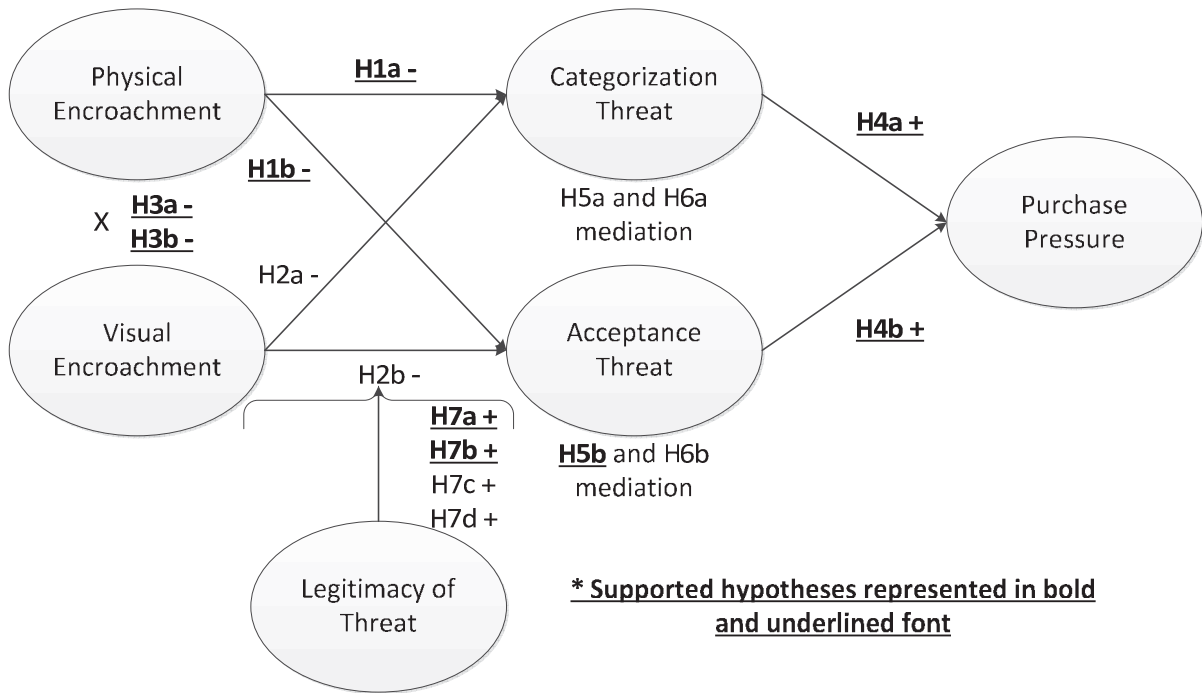 Physical
Encroachment
H1a -
Categorization
Threat
H4a +
H1b -
X
H3a -
H3b -
H5a and H6a
mediation
Purchase
Pressure
H2a -
Visual
Encroachment
Acceptance
Threat
H4b +
H2b -
H7a +
H7b +
H7c +
H7d +
H5b and H6b
mediation
Legitimacy of
Threat
* Supported hypotheses represented in bold
and underlined font